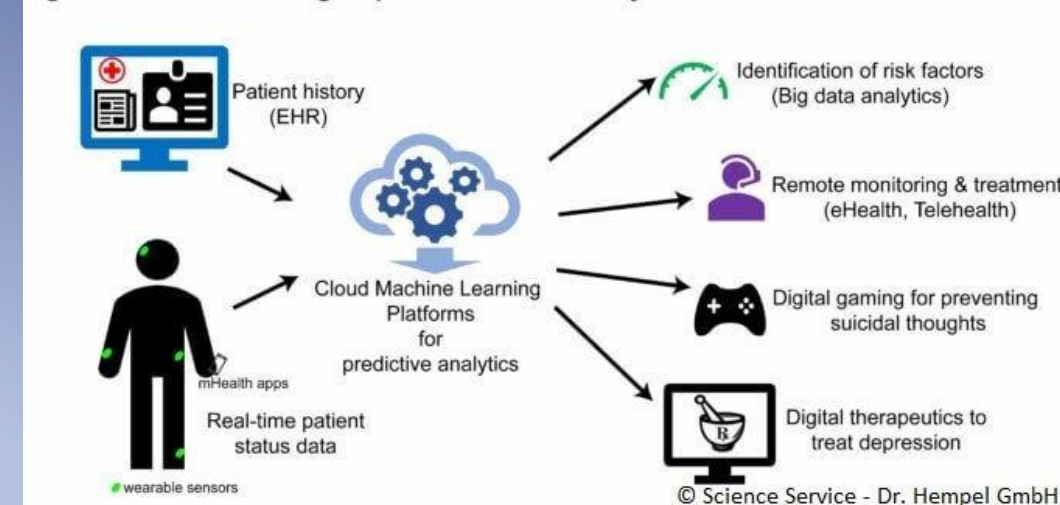 Patient history
(EHR)
Cloud Machine Learning
Platforms
for
predictive analytics
mHealth apps
Real-time patient
status data
wearable sensors
Identification of risk factors
(Big data analytics)
Remote monitoring & treatment
(eHealth, Telehealth)
Digital gaming for preventing
suicidal thoughts
Digital therapeutics to
treat depression
© Science Service - Dr. Hempel GmbH